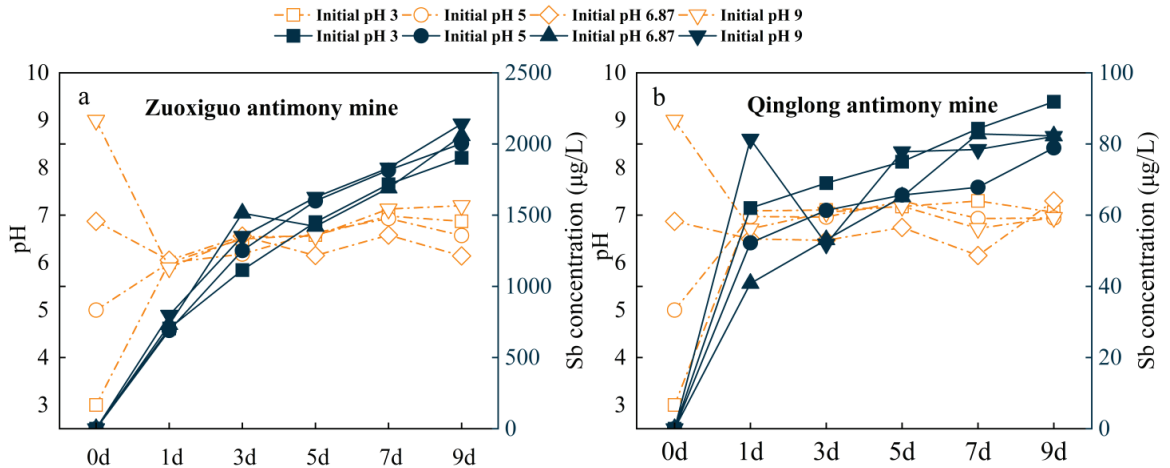 Initial pH 3 Initial pH 5 Initial pH 6.87 Initial pH 9
Initial pH 3 Initial pH 5 Initial pH 6.87 Initial pH 9
a
Zuoxiguo antimony mine
pH
10
9
8
7
6
5
4
3
0d 1d 3d 5d 7d 9d
2500
2000
1500
1000
500
0
Sb concentration (μg/L)
b
Qinglong antimony mine
pH
10
9
8
7
6
5
4
3
0d 1d 3d 5d 7d 9d
100
80
60
40
20
0
Sb concentration (μg/L)